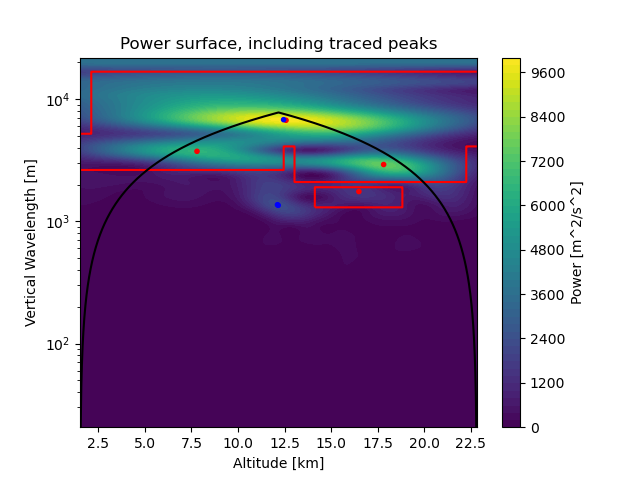 Power surface, including traced peaks
Vertical Wavelength [m]
10^4
10^3
10^2
2.5 5.0 7.5 10.0 12.5 15.0 17.5 20.0 22.5
Altitude [km]
9600
8400
7200
6000
4800
3600
2400
1200
0
Power [m^2/s^2]